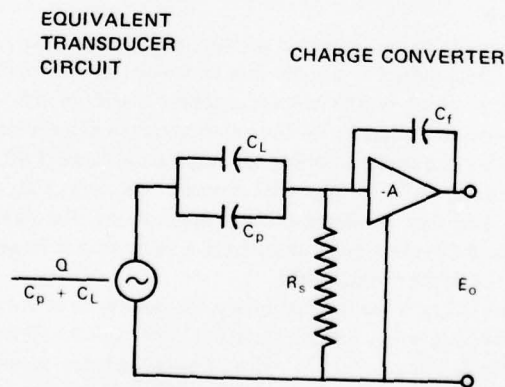 EQUIVALENT
TRANSDUCER
CIRCUIT
CHARGE CONVERTER
C_f
C_L
-A
C_p
Q
C_p + C_L
R_s
E_o